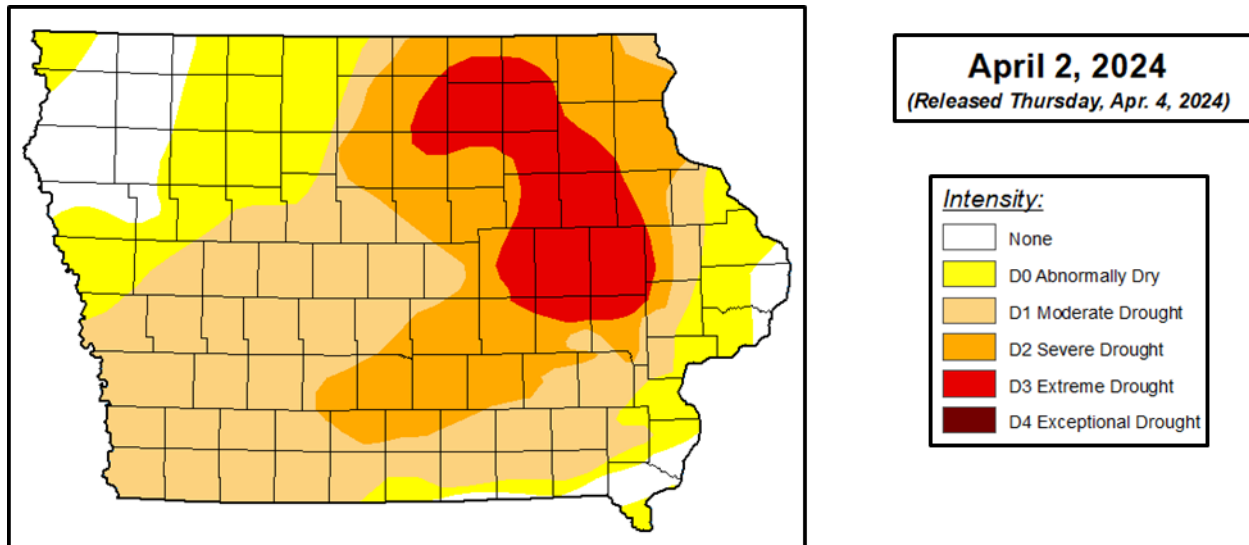 April 2, 2024
(Released Thursday, Apr. 4, 2024)
Intensity:
None
D0 Abnormally Dry
D1 Moderate Drought
D2 Severe Drought
D3 Extreme Drought
D4 Exceptional Drought